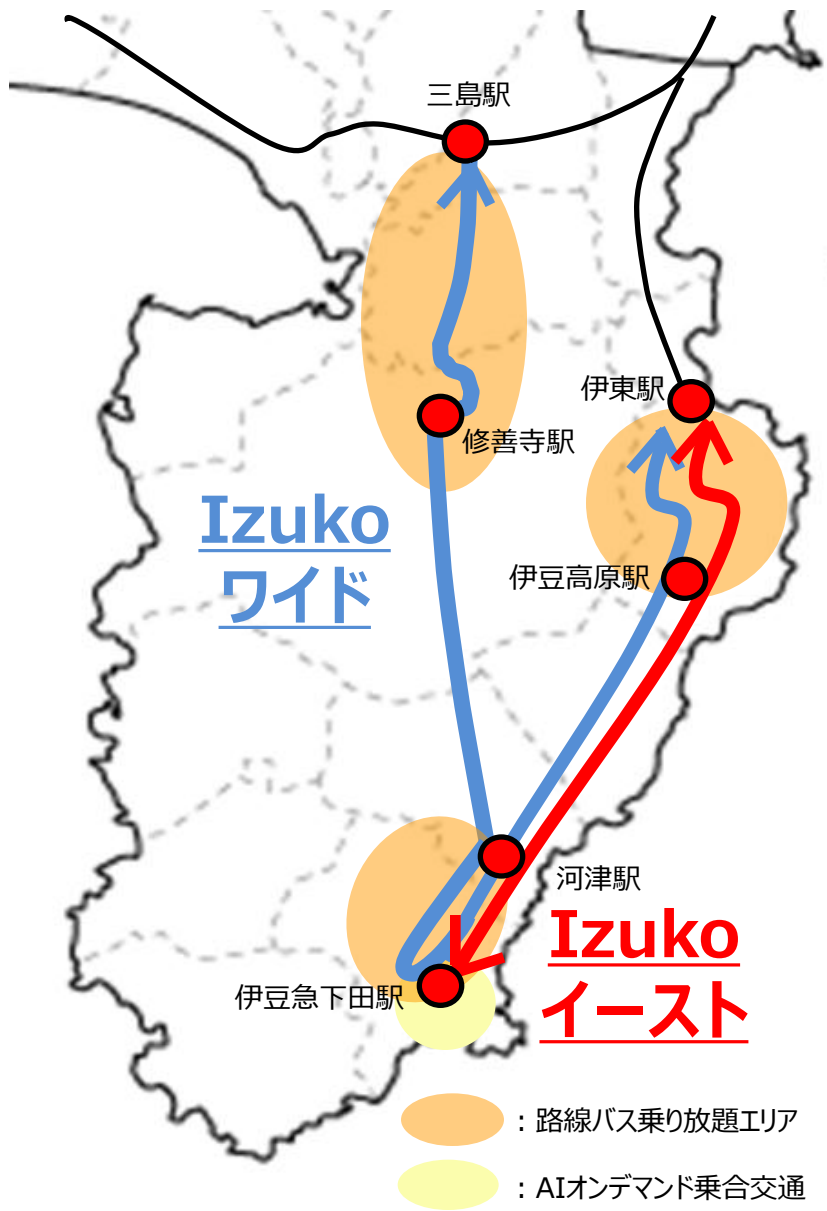 三島駅
伊東駅
修善寺駅
Izuko
ワイド
伊豆高原駅
河津駅
Izuko
イースト
伊豆急下田駅
：路線バス乗り放題エリア
：AIオンデマンド乗合交通